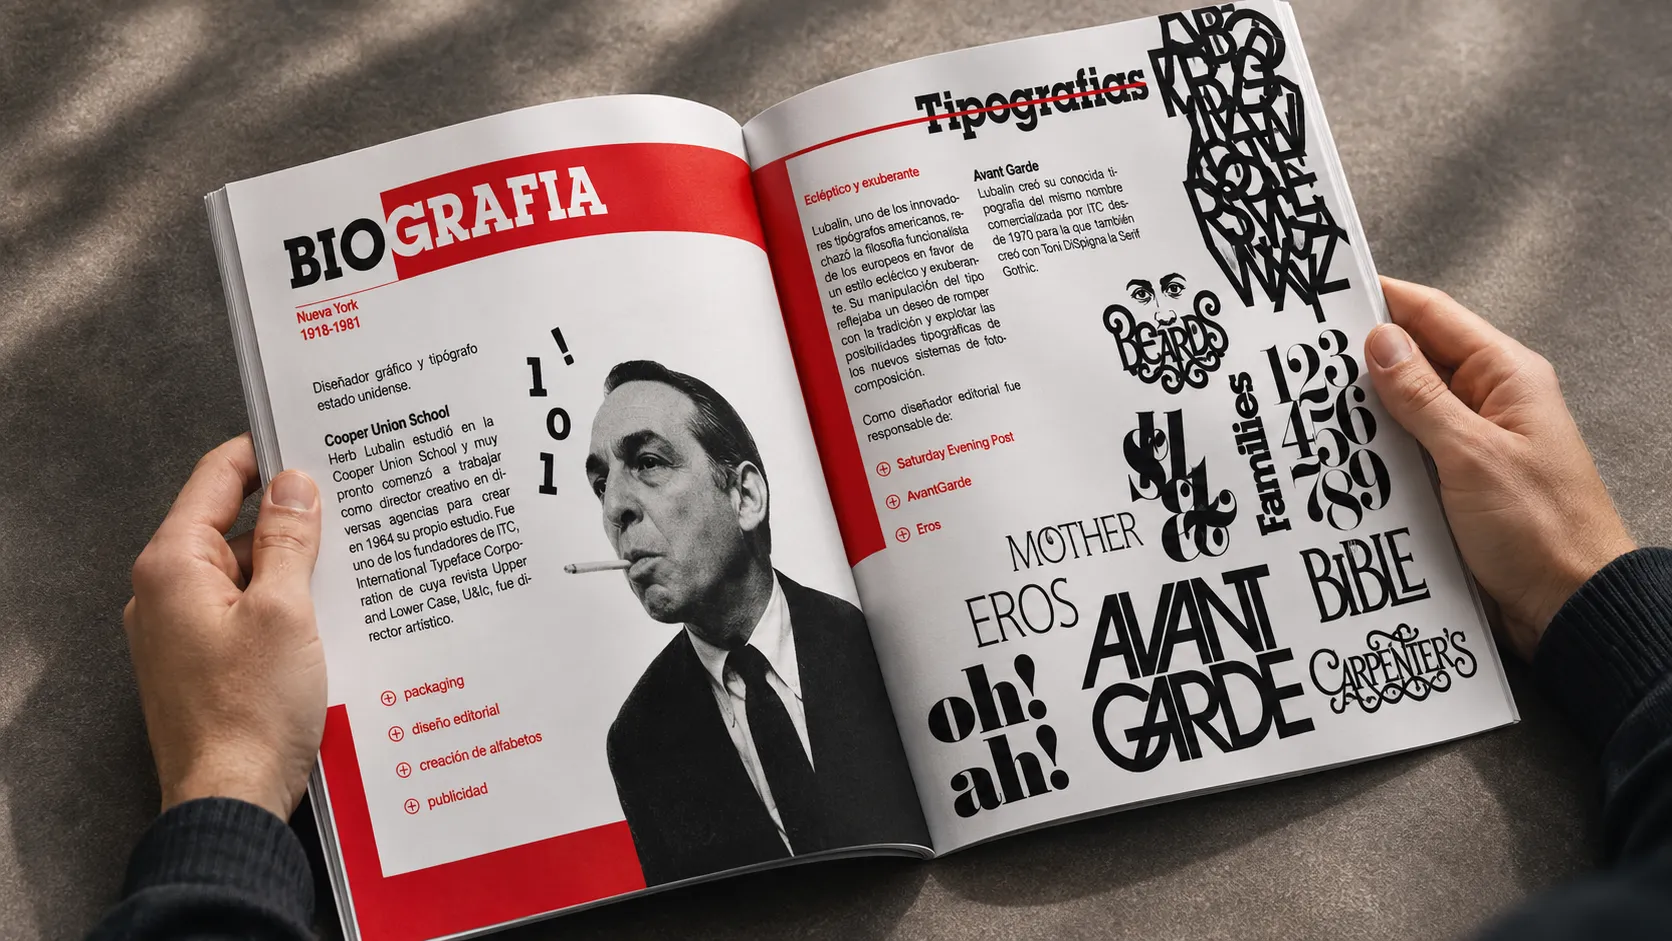 BIOGRAFIA
Nueva York
1918-1981
Diseñador gráfico y tipógrafo
estado unidense.
Cooper Union School
Herb Lubalin estudió en la
Cooper Union School y muy
pronto comenzó a trabajar
como director creativo en di-
versas agencias para crear
en 1964 su propio estudio. Fue
uno de los fundadores de ITC,
International Typeface Corpo-
ration de cuya revista Upper
and Lower Case, U&lc, fue di-
rector artístico.
packaging
diseño editorial
creación de alfabetos
publicidad
!
1
o
1
Tipografias
Ecléptico y exuberante
Lubalin, uno de los innovado-
res tipógrafos americanos, re-
chazó la filosofía funcionalista
de los europeos en favor de
un estilo eclécico y exuberan-
te. Su manipulación del tipo
reflejaba un deseo de romper
con la tradición y explotar las
posibilidades tipográficas de
los nuevos sistemas de foto-
composición.
Como diseñador editorial fue
responsable de:
Saturday Evening Post
AvantGarde
Eros
Avant Garde
Lubalin creó su conocida ti-
pografía del mismo nombre
comercializada por ITC des-
de 1970 para la que también
creó con Toni DiSpigna la Serif
Gothic.
BEARDS
Families
123
456
789
MOTHER
EROS
oh!
ah!
AVANT
GARDE
BIBLE
CARPENTER'S